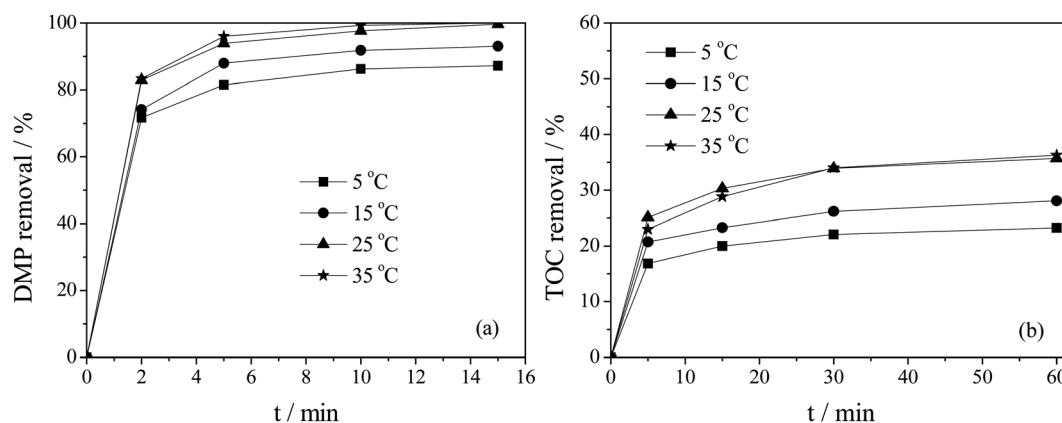 100
80
60
40
20
0
DMP removal / %
5 °C
15 °C
25 °C
35 °C
(a)
0 2 4 6 8 10 12 14 16
t / min
60
50
40
30
20
10
0
TOC removal / %
5 °C
15 °C
25 °C
35 °C
(b)
0 10 20 30 40 50 60
t / min